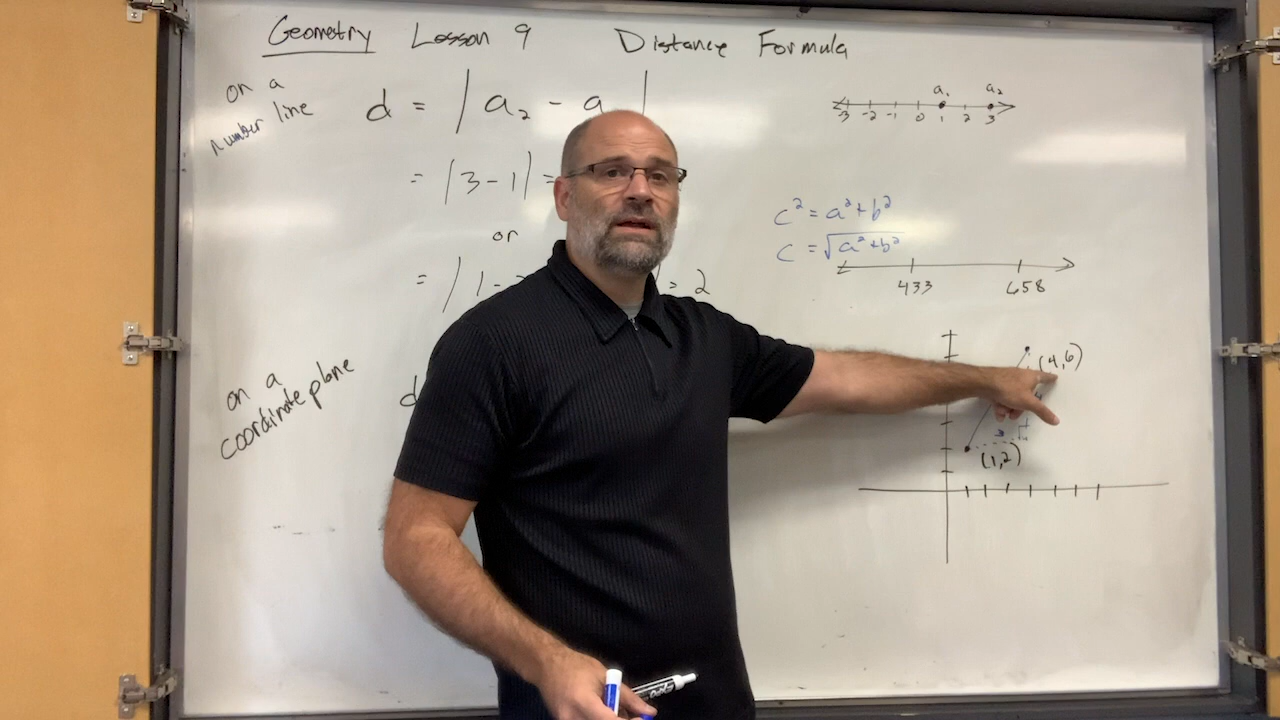 Geometry Lesson 9 Distance Formula
on a
number line
d = | a₂ - a |
= |3 - 1| =
or
= | 1 - = 2
a₁ a₂
-3 -2 -1 0 1 2 3
c² = a² + b²
c = √a² + b²
433 658
on a
coordinate plane
d
(4,6)
3
(1,2)